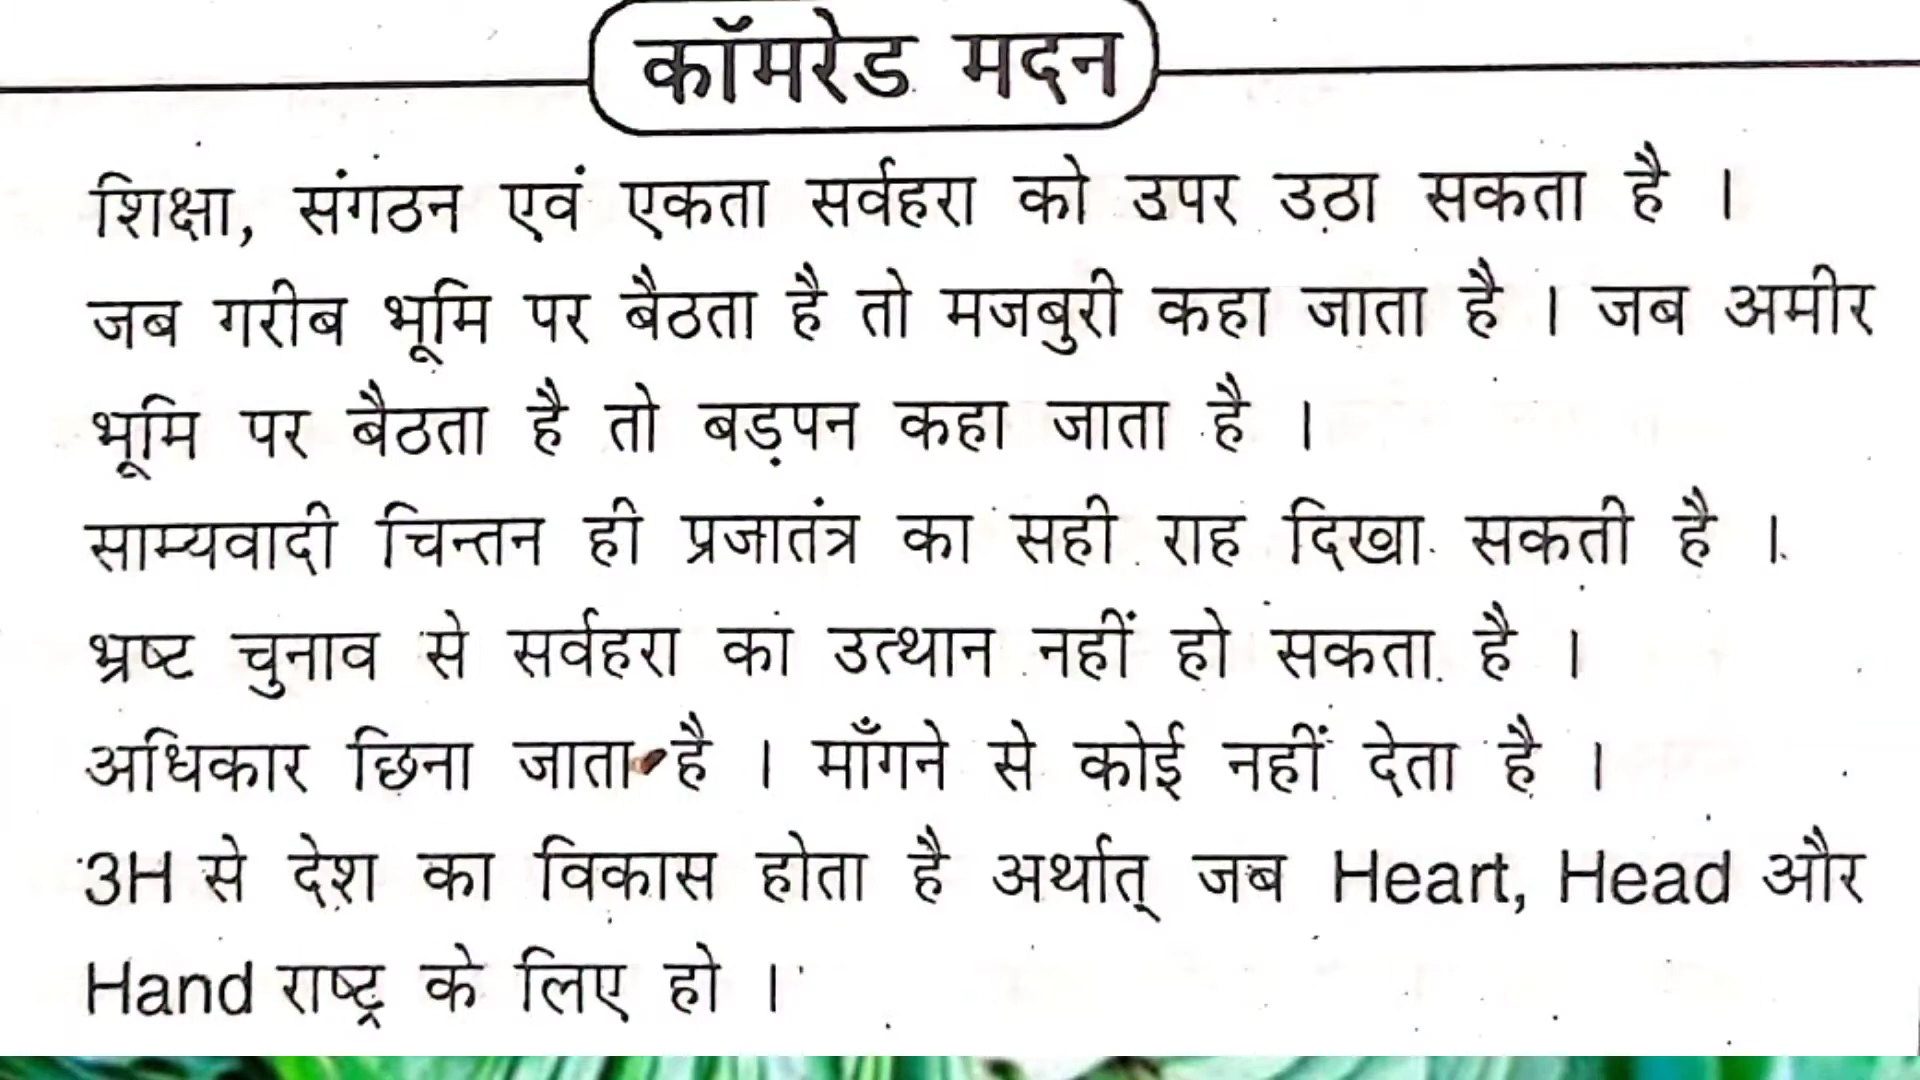 कॉमरेड मदन
शिक्षा, संगठन एवं एकता सर्वहरा को उपर उठा सकता है ।
जब गरीब भूमि पर बैठता है तो मजबुरी कहा जाता है । जब अमीर
भूमि पर बैठता है तो बड़पन कहा जाता है ।
साम्यवादी चिन्तन ही प्रजातंत्र का सही राह दिखा सकती है ।
भ्रष्ट चुनाव से सर्वहरा का उत्थान नहीं हो सकता है ।
अधिकार छिना जाता है । माँगने से कोई नहीं देता है ।
3H से देश का विकास होता है अर्थात् जब Heart, Head और
Hand राष्ट्र के लिए हो ।